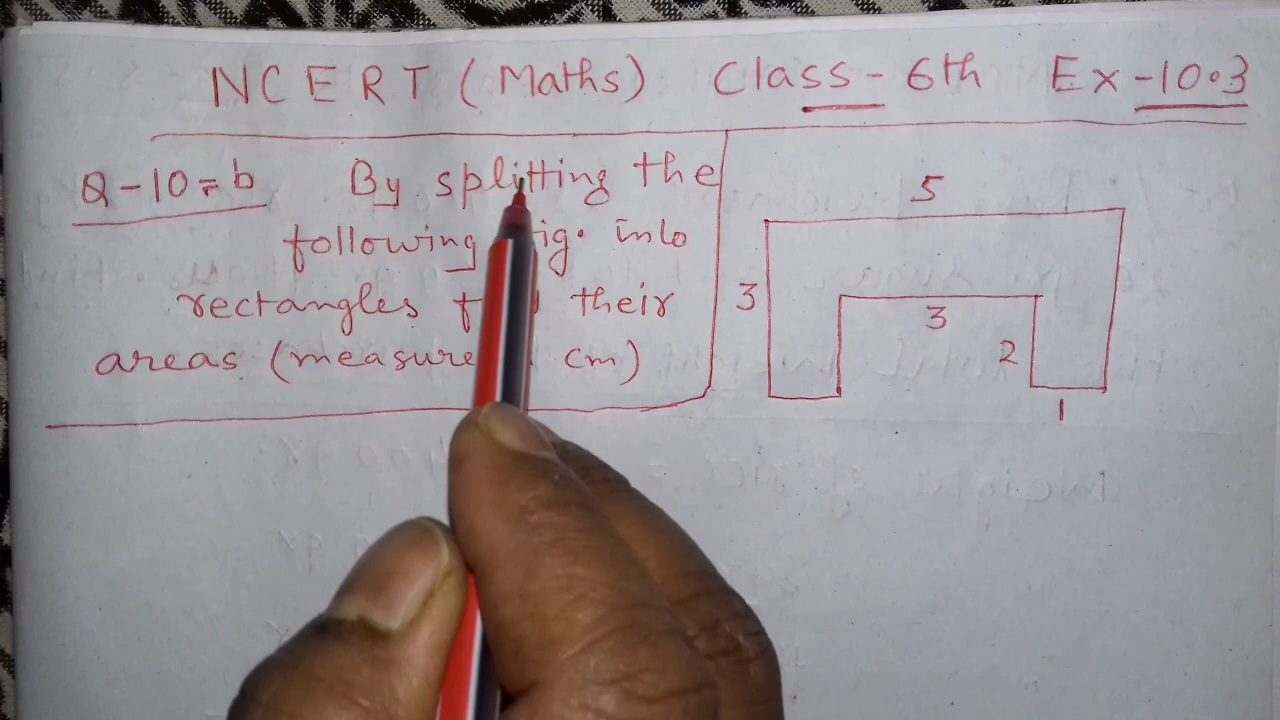 NCERT (Maths) Class - 6th Ex - 10.3
Q - 10 = b By splitting the
following into
rectangles their
areas (measure cm)
5
3
3
2
1